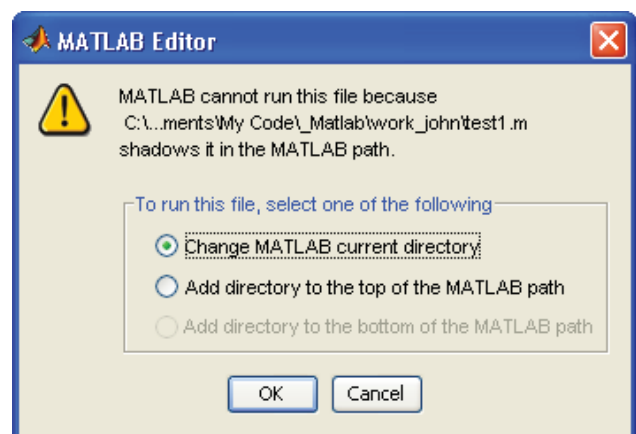 MATLAB Editor
MATLAB cannot run this file because
C:\...ments\My Code\_Matlab\work_john\test1.m
shadows it in the MATLAB path.
To run this file, select one of the following
Change MATLAB current directory
Add directory to the top of the MATLAB path
Add directory to the bottom of the MATLAB path
OK Cancel